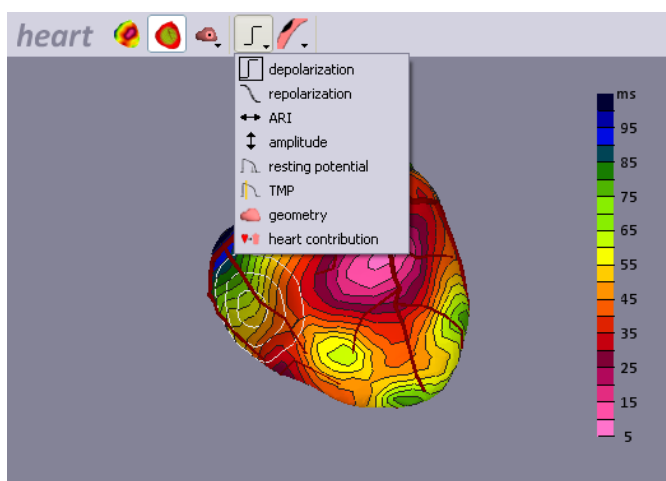 heart
depolarization
repolarization
ARI
amplitude
resting potential
TMP
geometry
heart contribution
ms
95
85
75
65
55
45
35
25
15
5